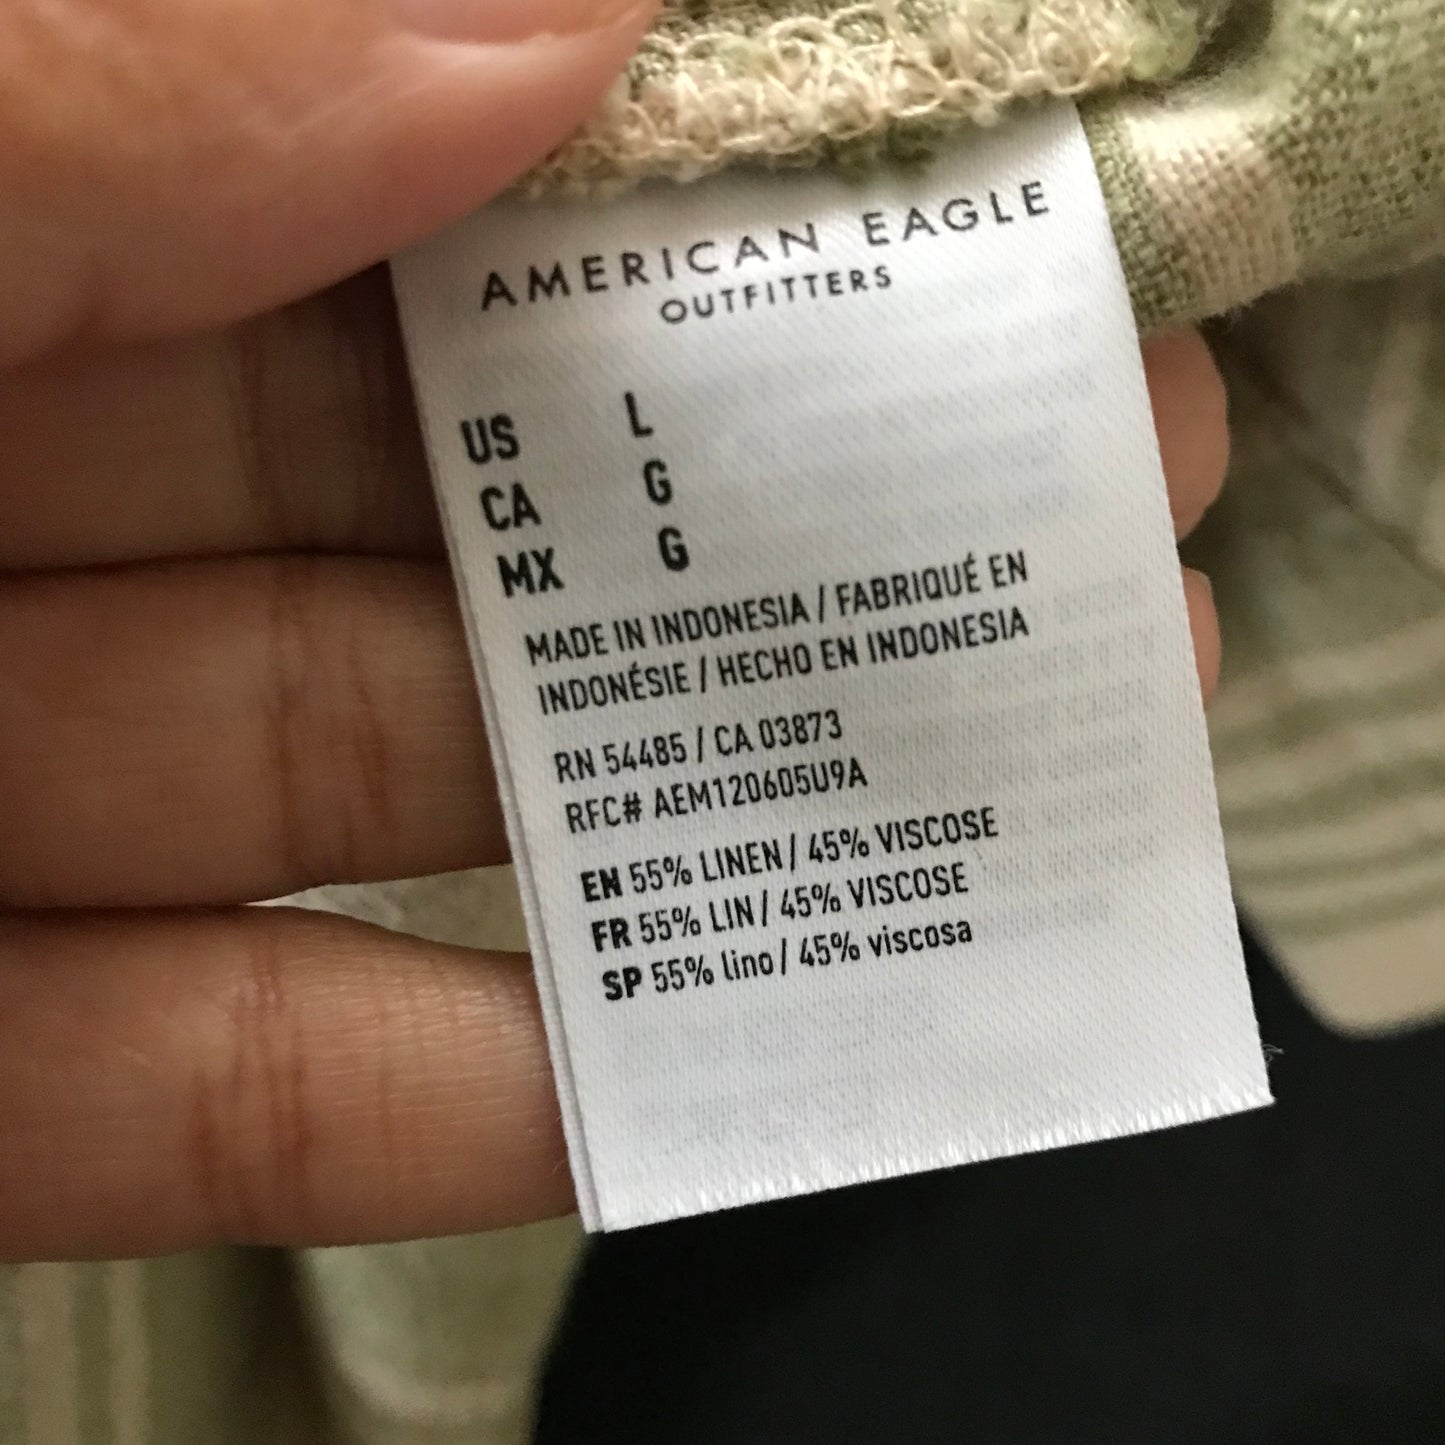 AMERICAN EAGLE
OUTFITTERS
US L
CA G
MX G
MADE IN INDONESIA / FABRIQUÉ EN
INDONÉSIE / HECHO EN INDONESIA
RN 54485 / CA 03873
RFC# AEM120605U9A
EN 55% LINEN / 45% VISCOSE
FR 55% LIN / 45% VISCOSE
SP 55% lino / 45% viscosa